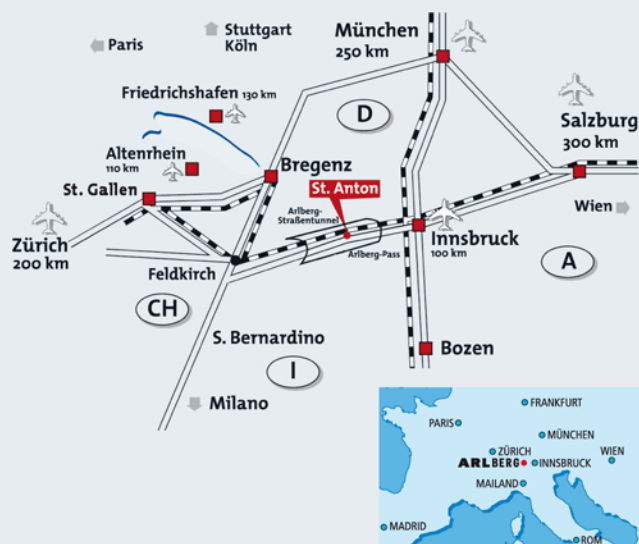 Stuttgart
Köln
Paris
München
250 km
Friedrichshafen 130 km
D
Salzburg
300 km
Altenrhein
110 km
Bregenz
St. Gallen
St. Anton
Wien
Arlberg-
Straßentunnel
Zürich
200 km
Innsbruck
100 km
Arlberg-Pass
Feldkirch
A
CH
S. Bernardino
Bozen
I
Milano
FRANKFURT
PARIS
MÜNCHEN
ZÜRICH
WIEN
ARLBERG
INNSBRUCK
MAILAND
MADRID
ROM